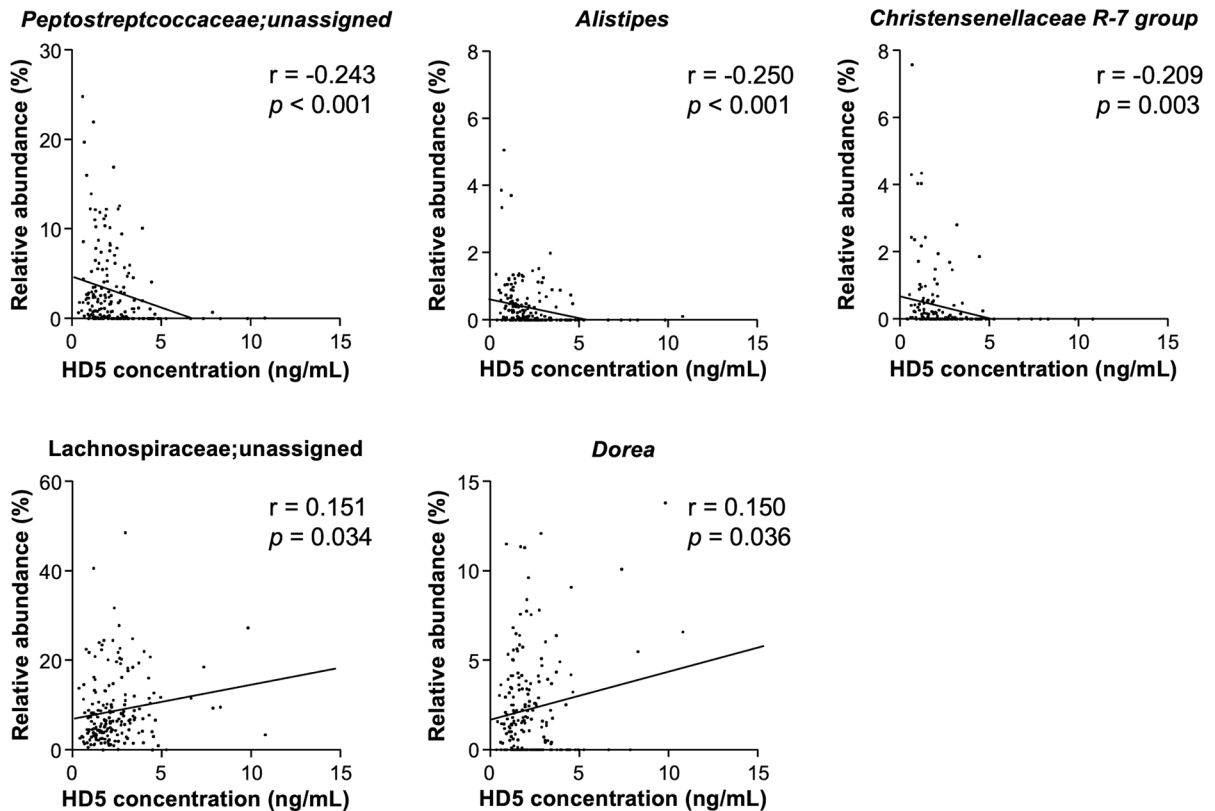 Peptostreptcoccaceae;unassigned
30
20
10
0
0
5
10
15
Relative abundance (%)
HD5 concentration (ng/mL)
r = -0.243
p < 0.001
Alistipes
8
6
4
2
0
0
5
10
15
Relative abundance (%)
HD5 concentration (ng/mL)
r = -0.250
p < 0.001
Christensenellaceae R-7 group
8
6
4
2
0
0
5
10
15
Relative abundance (%)
HD5 concentration (ng/mL)
r = -0.209
p = 0.003
Lachnospiraceae;unassigned
60
40
20
0
0
5
10
15
Relative abundance (%)
HD5 concentration (ng/mL)
r = 0.151
p = 0.034
Dorea
15
10
5
0
0
5
10
15
Relative abundance (%)
HD5 concentration (ng/mL)
r = 0.150
p = 0.036